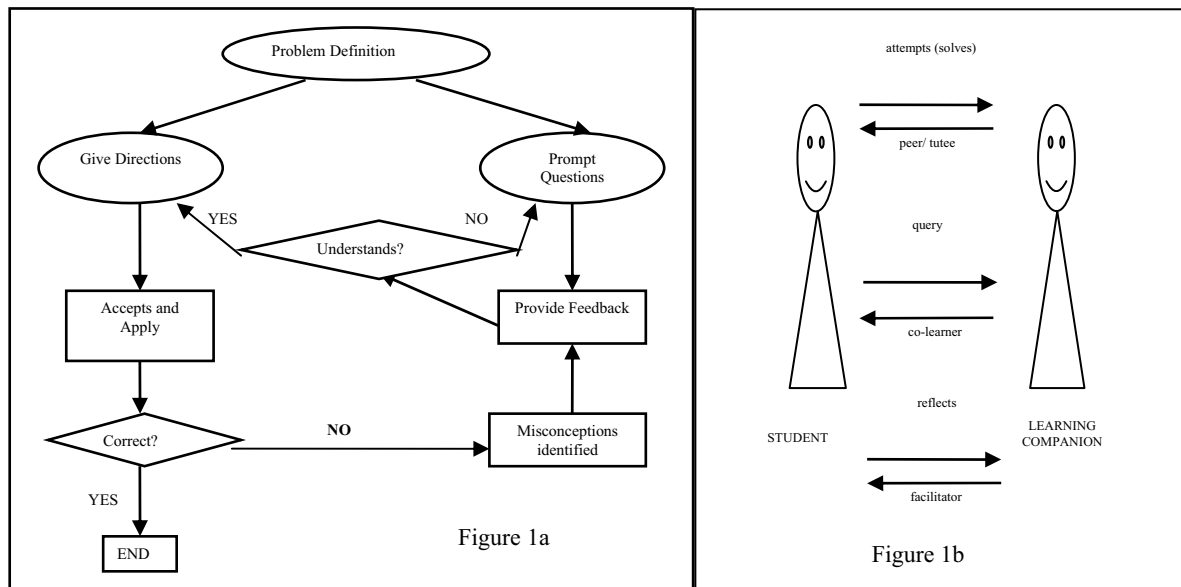 Problem Definition
Give Directions
Prompt
Questions
YES
NO
Understands?
Accepts and
Apply
Provide Feedback
Correct?
NO
Misconceptions
identified
YES
END
Figure 1a
attempts (solves)
peer/ tutee
query
co-learner
reflects
STUDENT
LEARNING
COMPANION
facilitator
Figure 1b